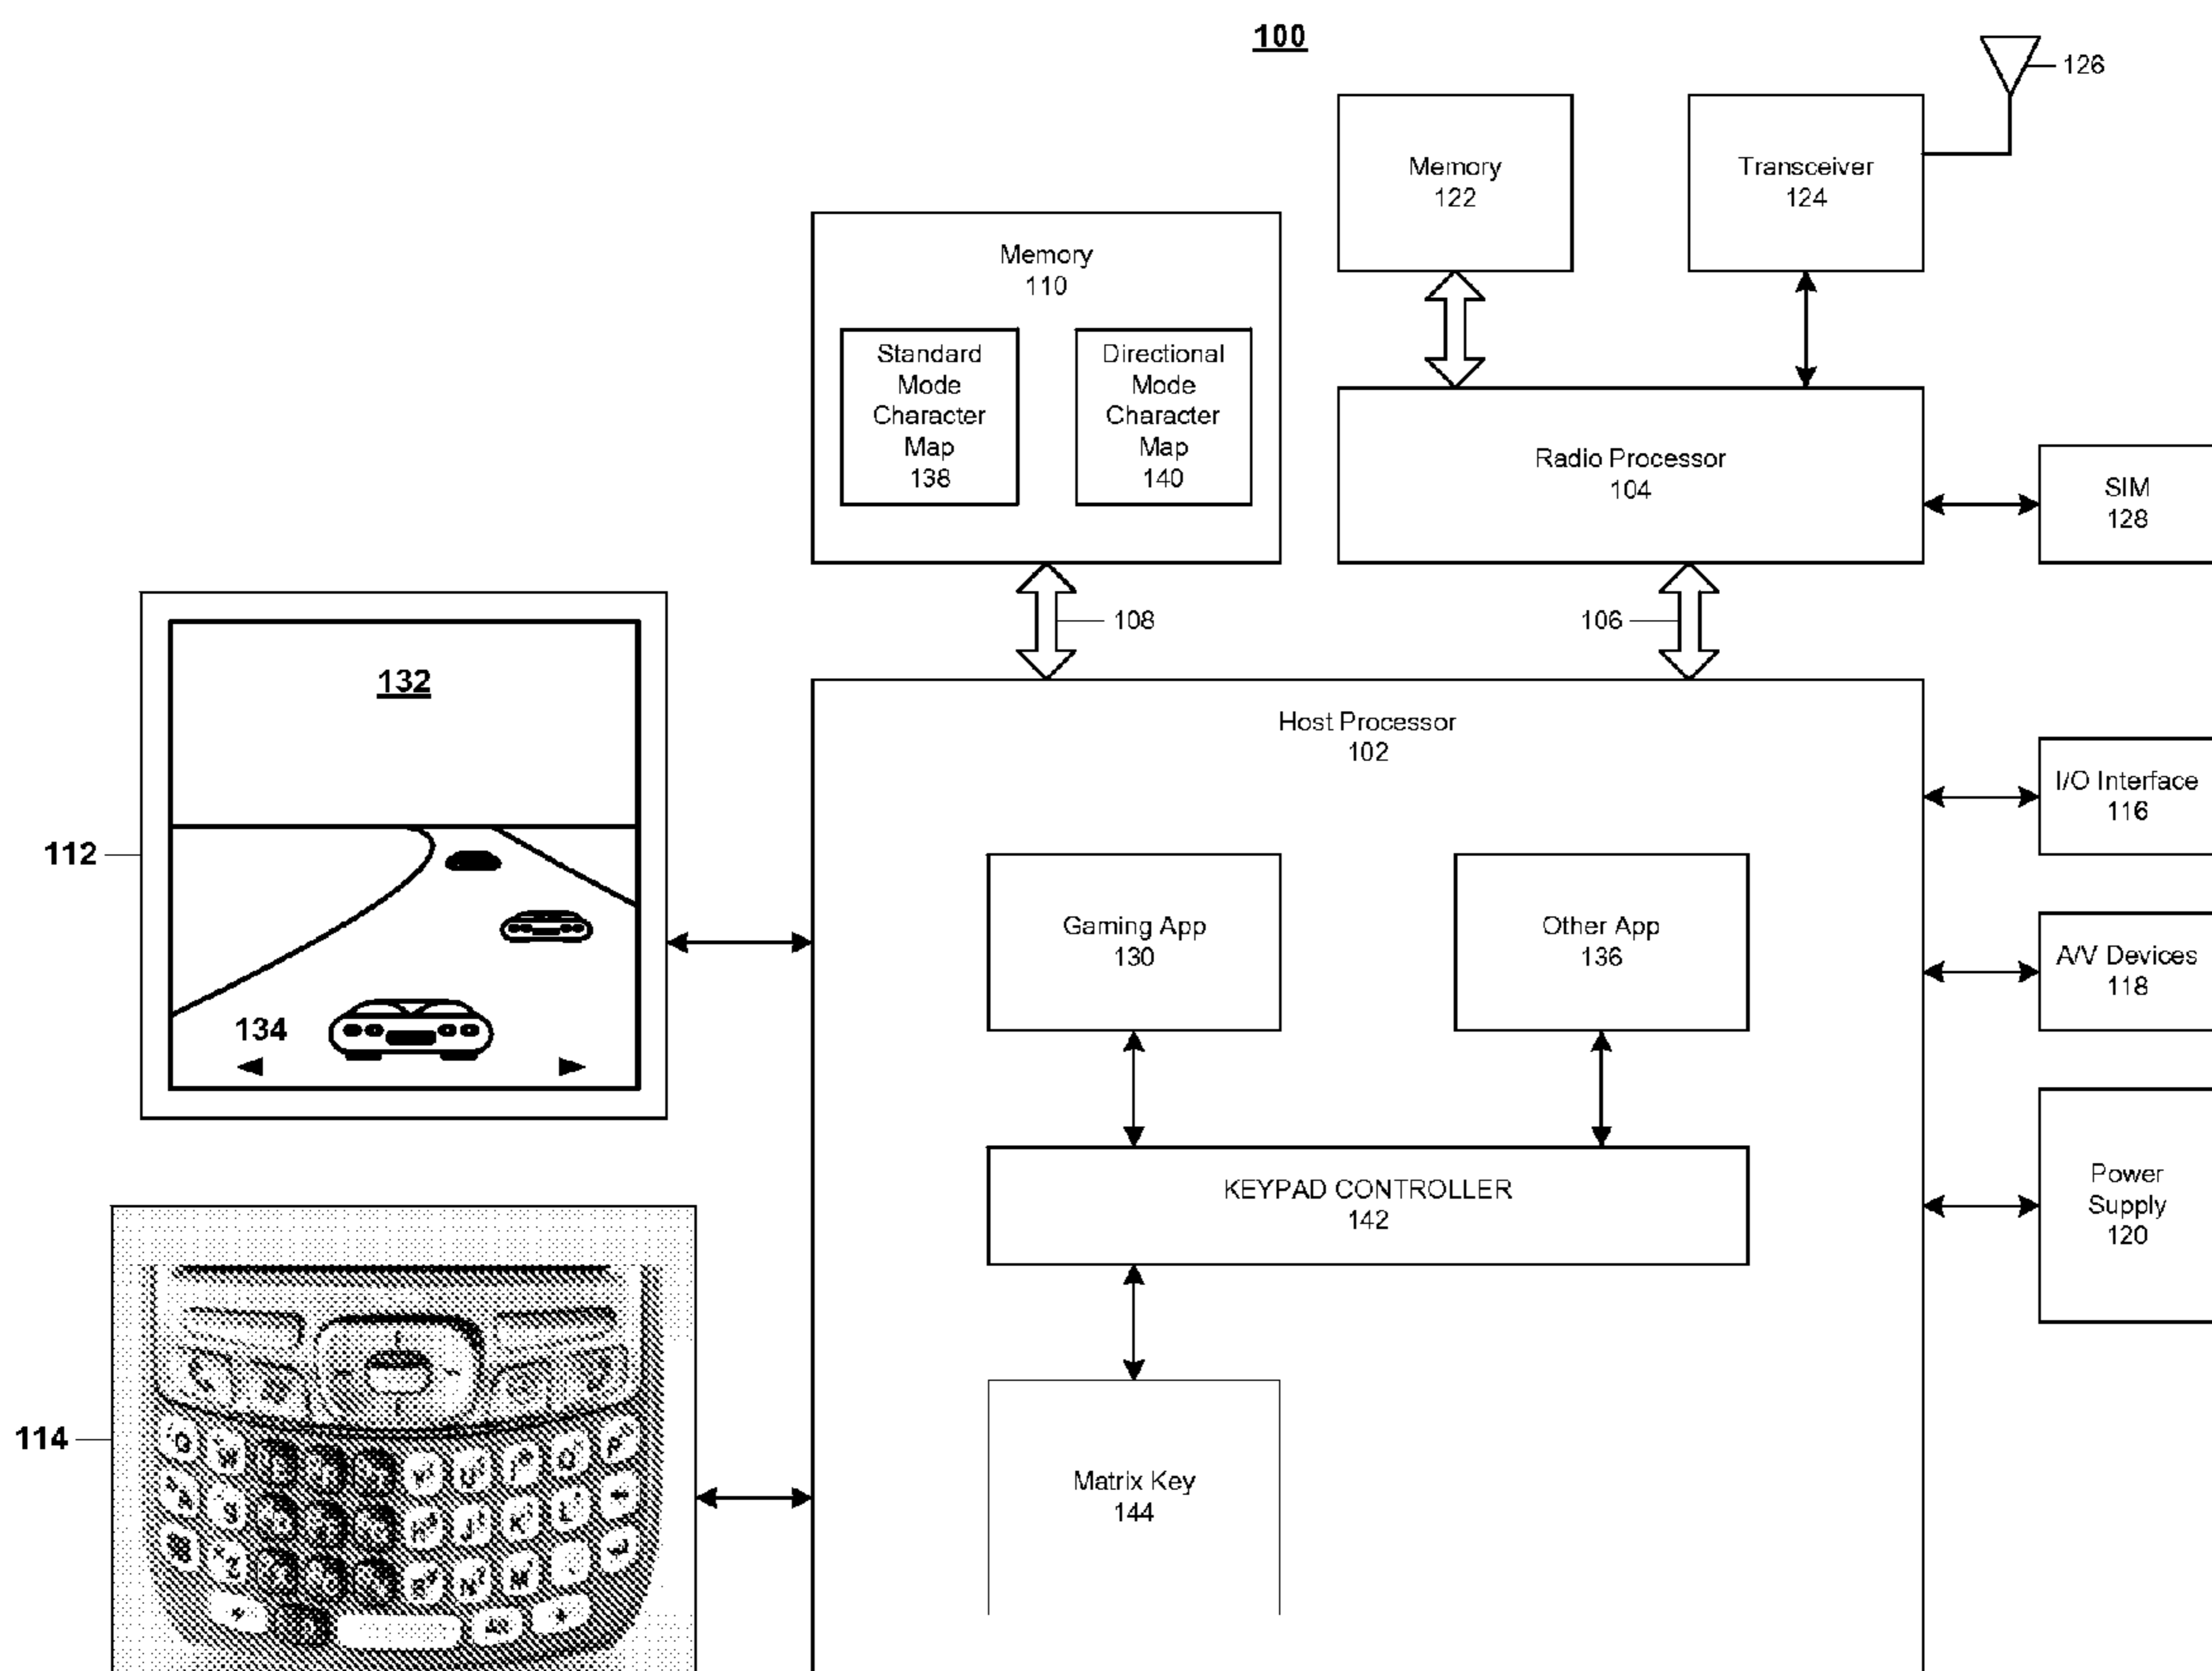 100
126
Memory
122
Transceiver
124
Memory
110
Standard
Mode
Character
Map
138
Directional
Mode
Character
Map
140
Radio Processor
104
SIM
128
108
106
132
112
134
Host Processor
102
I/O Interface
116
Gaming App
130
Other App
136
A/V Devices
118
KEYPAD CONTROLLER
142
Power
Supply
120
114
Matrix Key
144